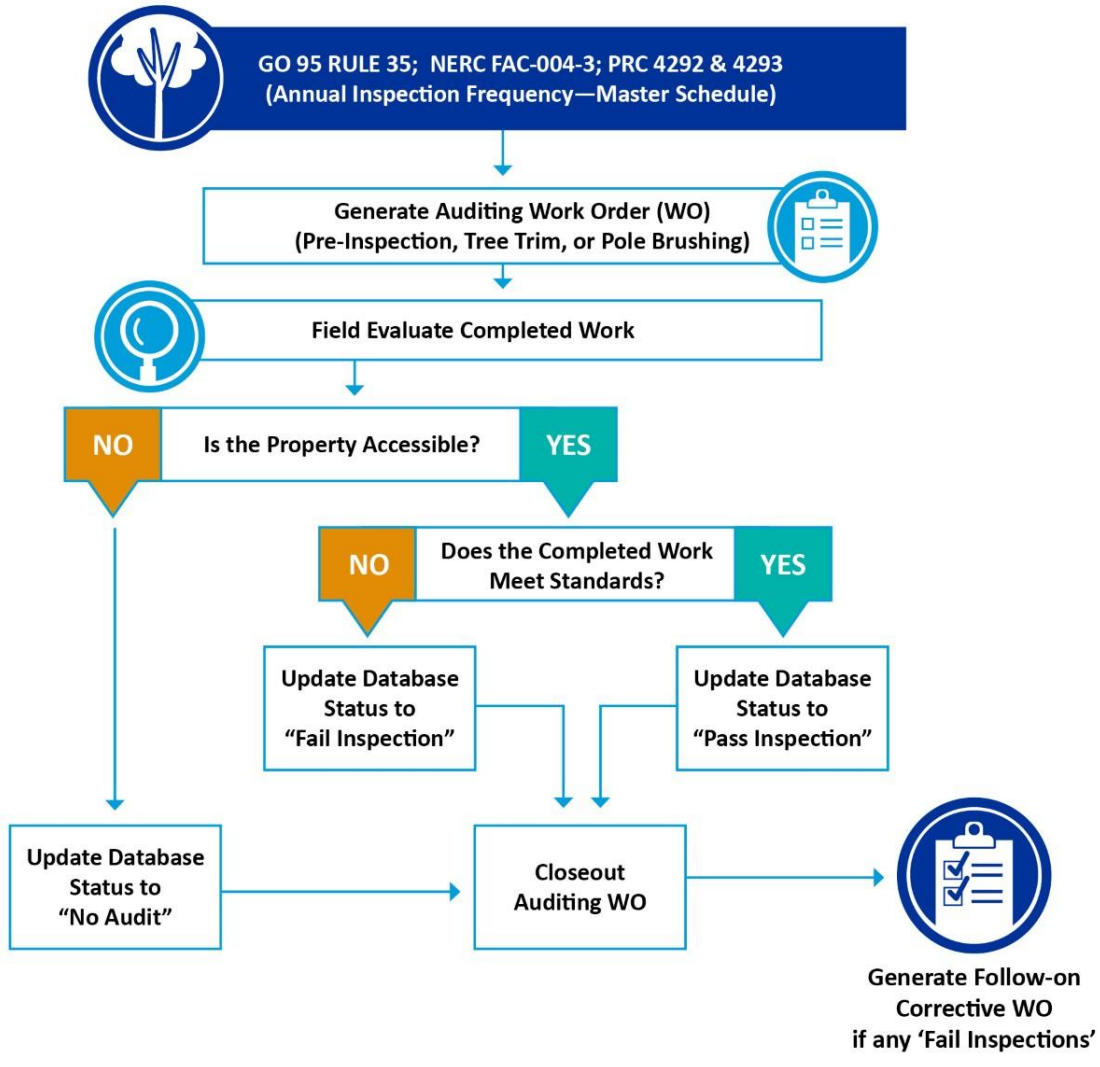 GO 95 RULE 35; NERC FAC-004-3; PRC 4292 & 4293
(Annual Inspection Frequency—Master Schedule)
Generate Auditing Work Order (WO)
(Pre-Inspection, Tree Trim, or Pole Brushing)
Field Evaluate Completed Work
NO
Is the Property Accessible?
YES
NO
Does the Completed Work
Meet Standards?
YES
Update Database
Status to
“Fail Inspection”
Update Database
Status to
“Pass Inspection”
Update Database
Status to
“No Audit”
Closeout
Auditing WO
Generate Follow-on
Corrective WO
if any ‘Fail Inspections’